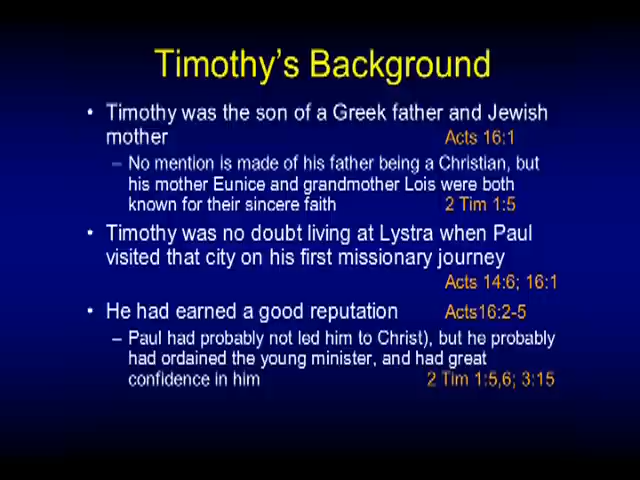 Timothy's Background
• Timothy was the son of a Greek father and Jewish
mother Acts 16:1
– No mention is made of his father being a Christian, but
his mother Eunice and grandmother Lois were both
known for their sincere faith 2 Tim 1:5
• Timothy was no doubt living at Lystra when Paul
visited that city on his first missionary journey
Acts 14:6; 16:1
• He had earned a good reputation Acts16:2-5
– Paul had probably not led him to Christ), but he probably
had ordained the young minister, and had great
confidence in him 2 Tim 1:5,6; 3:15